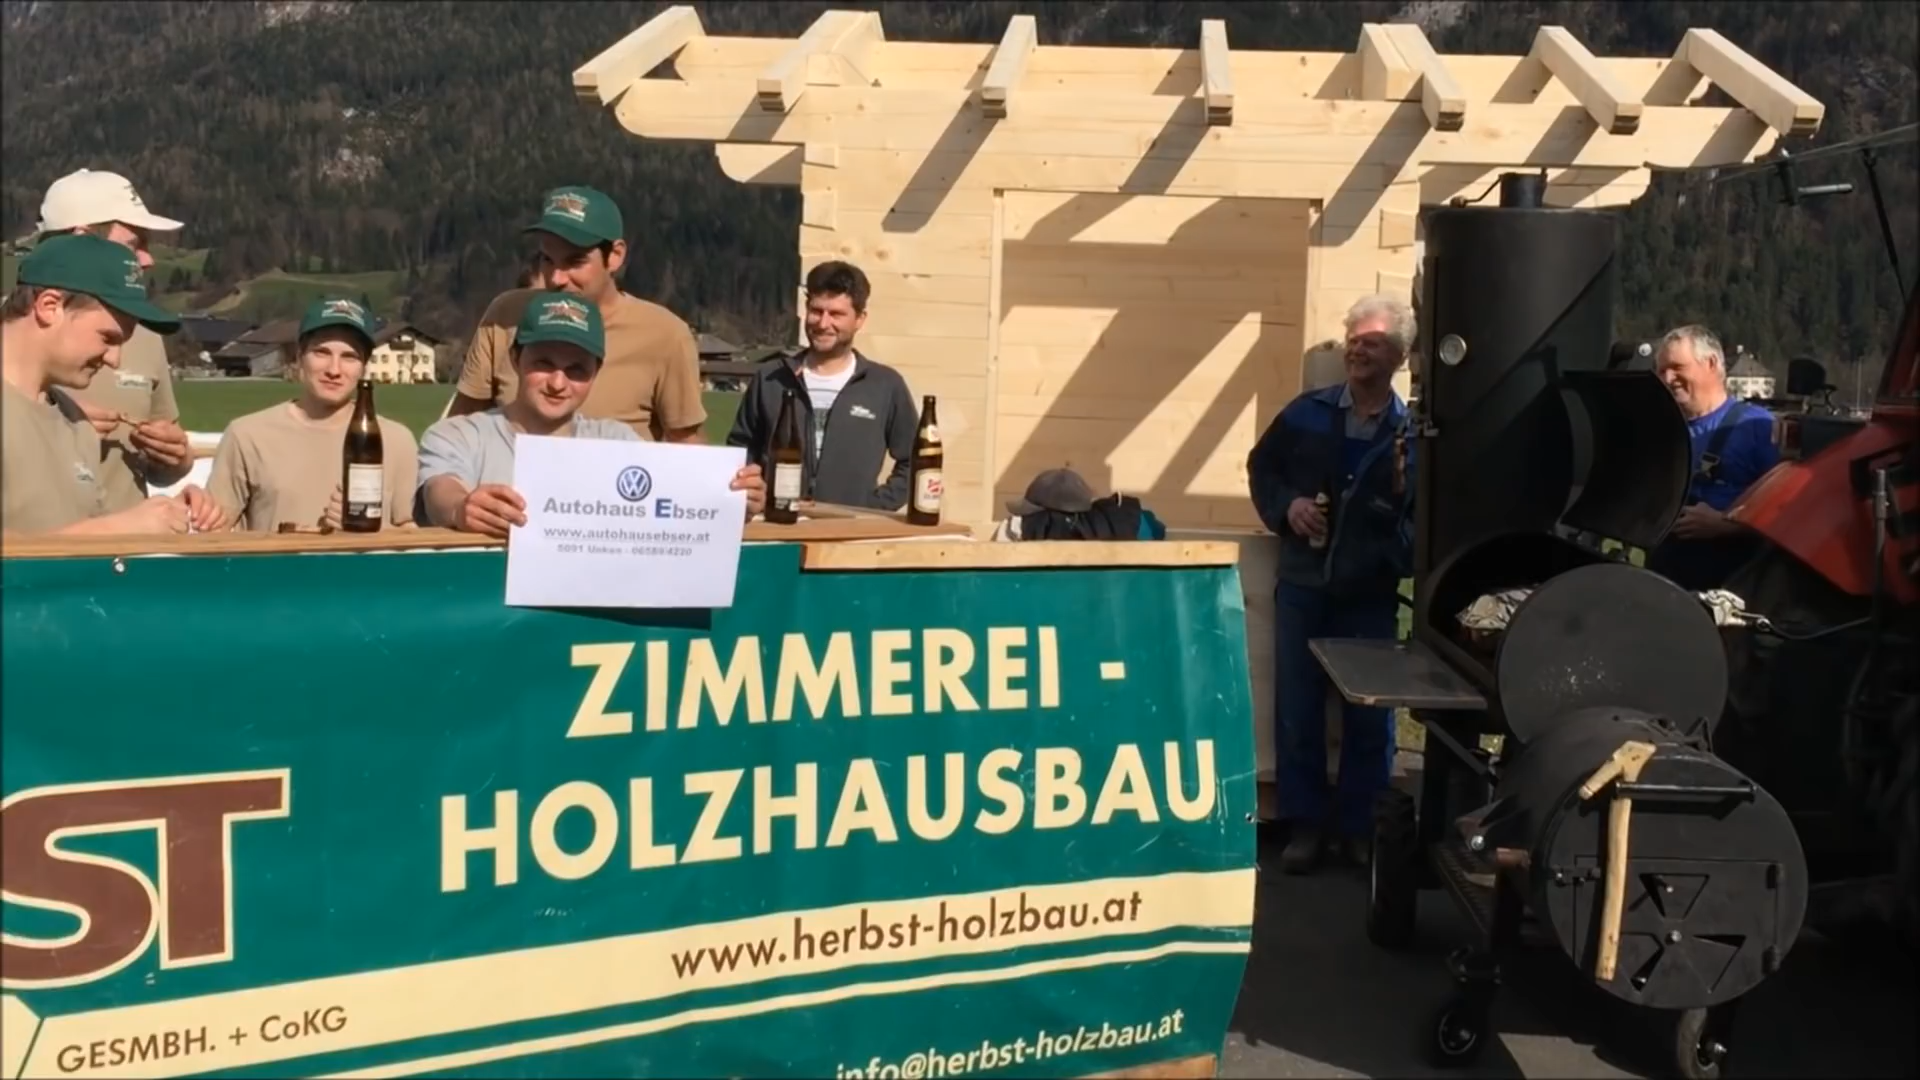 Autohaus Ebser
www.autohausebser.at
5091 Unken - 06589/4220
ZIMMEREI -
HOLZHAUSBAU
ST
www.herbst-holzbau.at
GESMBH. + CoKG
info@herbst-holzbau.at